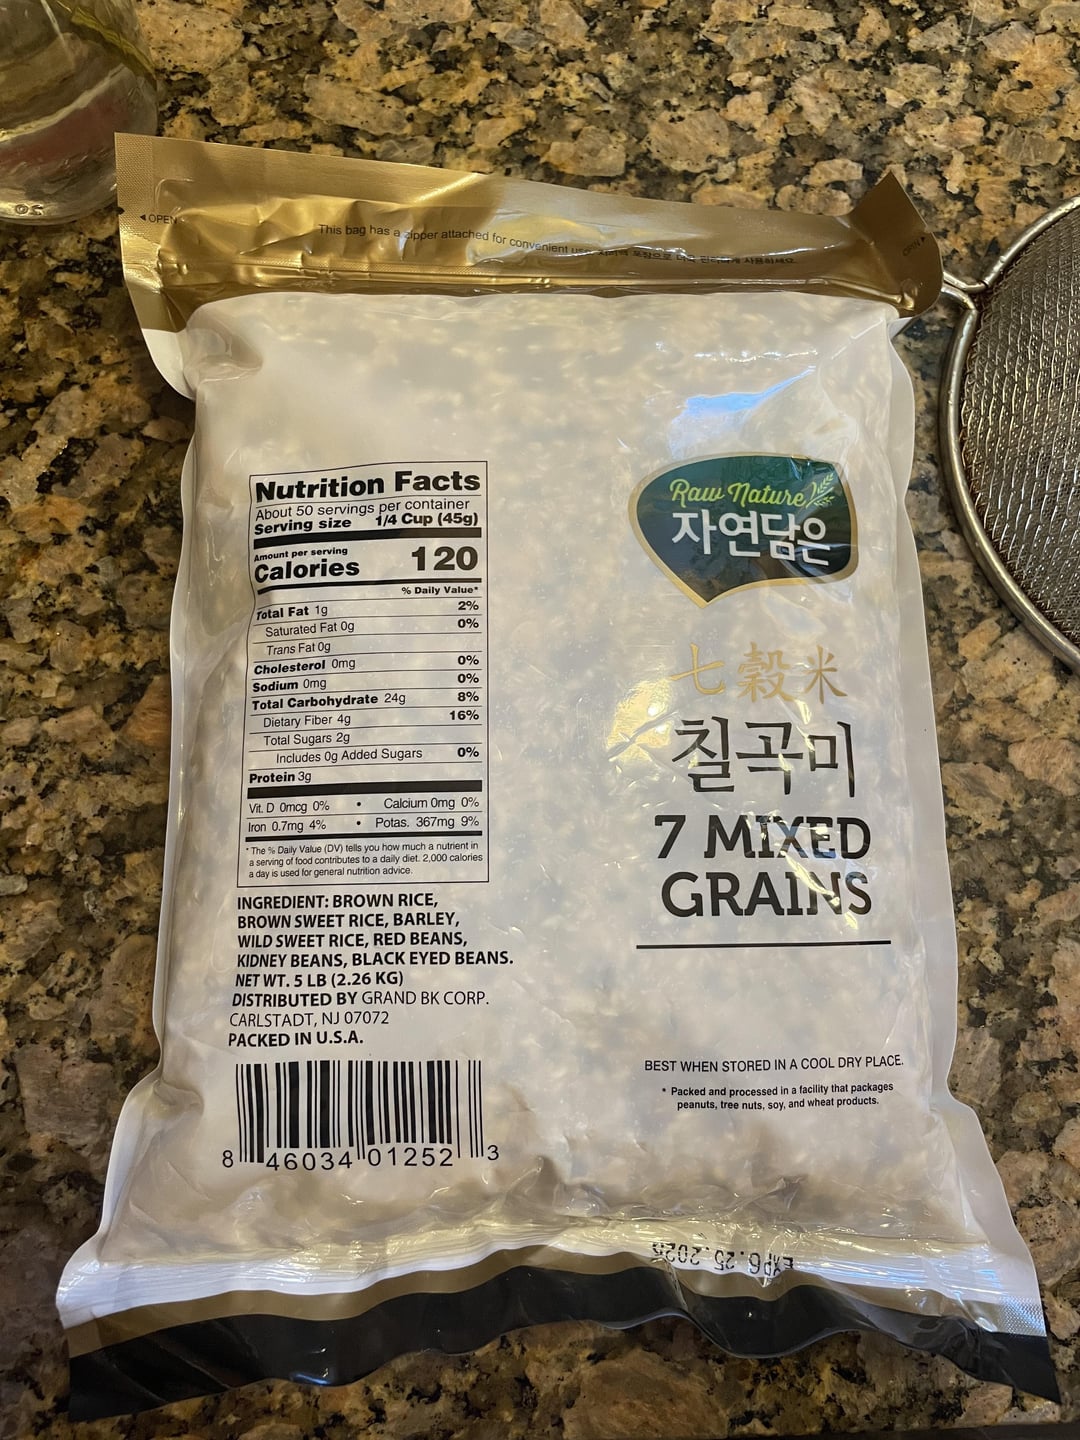 ◄ OPEN
This bag has a zipper attached for convenient use.
OPEN ►
Nutrition Facts
About 50 servings per container
Serving size 1/4 Cup (45g)
Amount per serving
Calories 120
% Daily Value*
Total Fat 1g 2%
Saturated Fat 0g 0%
Trans Fat 0g
Cholesterol 0mg 0%
Sodium 0mg 0%
Total Carbohydrate 24g 8%
Dietary Fiber 4g 16%
Total Sugars 2g
Includes 0g Added Sugars 0%
Protein 3g
Vit. D 0mcg 0% • Calcium 0mg 0%
Iron 0.7mg 4% • Potas. 367mg 9%
* The % Daily Value (DV) tells you how much a nutrient in
a serving of food contributes to a daily diet. 2,000 calories
a day is used for general nutrition advice.
INGREDIENT: BROWN RICE,
BROWN SWEET RICE, BARLEY,
WILD SWEET RICE, RED BEANS,
KIDNEY BEANS, BLACK EYED BEANS.
NET WT. 5 LB (2.26 KG)
DISTRIBUTED BY GRAND BK CORP.
CARLSTADT, NJ 07072
PACKED IN U.S.A.
8 46034 01252 3
Raw Nature
자연담은
七穀米
칠곡미
7 MIXED
GRAINS
BEST WHEN STORED IN A COOL DRY PLACE.
* Packed and processed in a facility that packages
peanuts, tree nuts, soy, and wheat products.
EXP6.25.2026